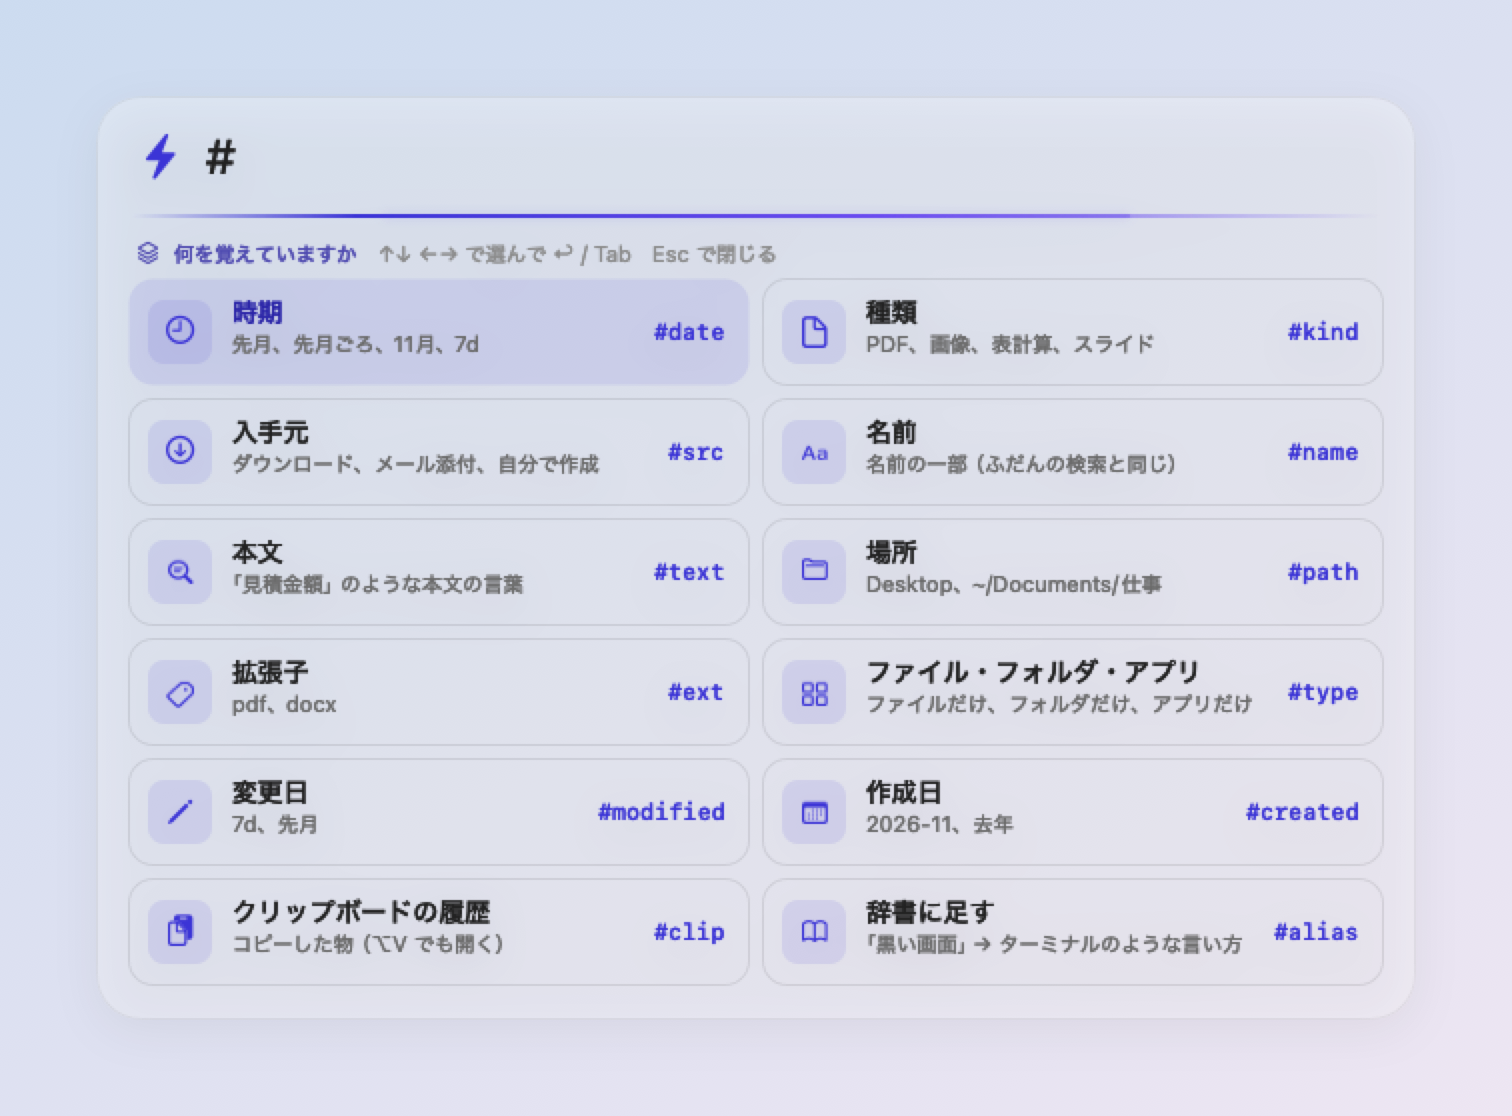 #
何を覚えていますか ↑↓ ←→ で選んで ↩ / Tab Esc で閉じる
時期
先月、先月ごろ、11月、7d
#date
種類
PDF、画像、表計算、スライド
#kind
入手元
ダウンロード、メール添付、自分で作成
#src
Aa
名前
名前の一部（ふだんの検索と同じ）
#name
本文
「見積金額」のような本文の言葉
#text
場所
Desktop、~/Documents/仕事
#path
拡張子
pdf、docx
#ext
ファイル・フォルダ・アプリ
ファイルだけ、フォルダだけ、アプリだけ
#type
変更日
7d、先月
#modified
作成日
2026-11、去年
#created
クリップボードの履歴
コピーした物（⌥V でも開く）
#clip
辞書に足す
「黒い画面」→ ターミナルのような言い方
#alias